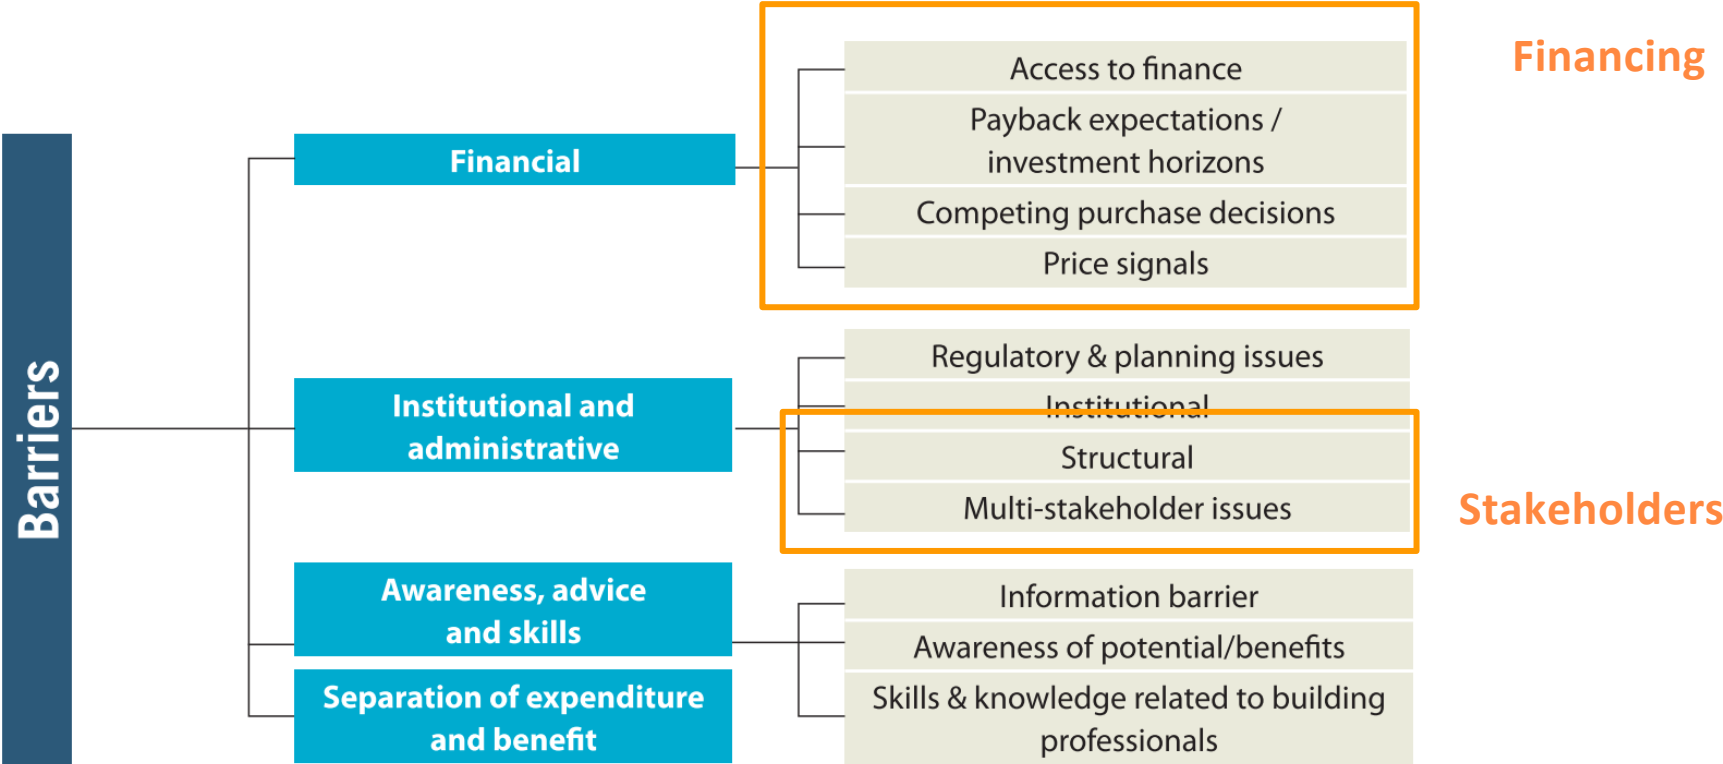 Financing
Access to finance
Payback expectations /
investment horizons
Competing purchase decisions
Price signals
Financial
Barriers
Institutional and
administrative
Regulatory & planning issues
Institutional
Structural
Multi-stakeholder issues
Stakeholders
Awareness, advice
and skills
Information barrier
Awareness of potential/benefits
Skills & knowledge related to building
professionals
Separation of expenditure
and benefit